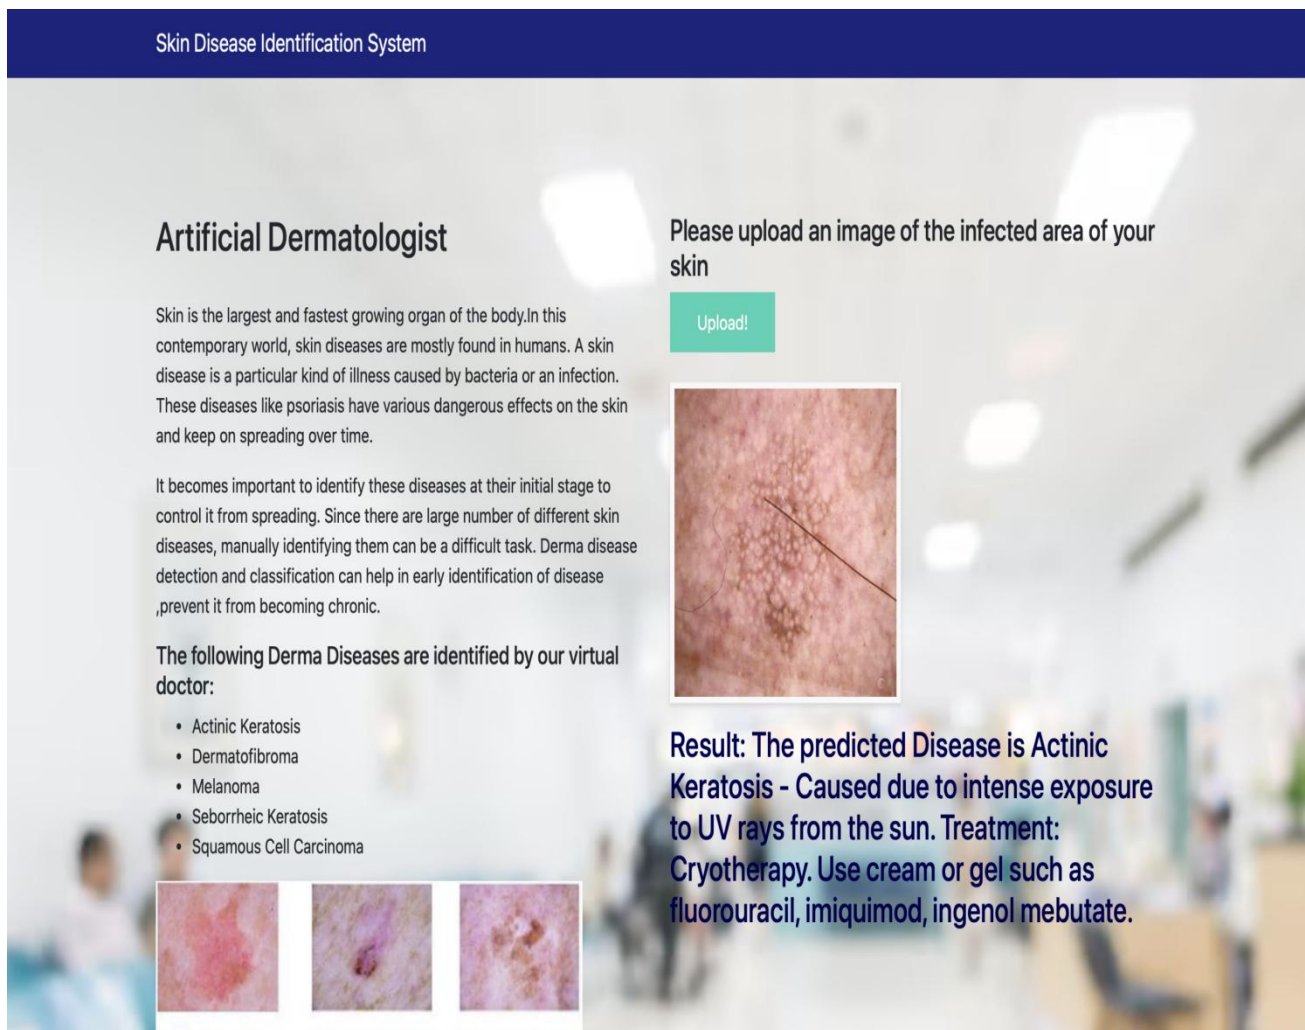 Skin Disease Identification System
Artificial Dermatologist
Skin is the largest and fastest growing organ of the body.In this
contemporary world, skin diseases are mostly found in humans. A skin
disease is a particular kind of illness caused by bacteria or an infection.
These diseases like psoriasis have various dangerous effects on the skin
and keep on spreading over time.
It becomes important to identify these diseases at their initial stage to
control it from spreading. Since there are large number of different skin
diseases, manually identifying them can be a difficult task. Derma disease
detection and classification can help in early identification of disease
,prevent it from becoming chronic.
The following Derma Diseases are identified by our virtual
doctor:
• Actinic Keratosis
• Dermatofibroma
• Melanoma
• Seborrheic Keratosis
• Squamous Cell Carcinoma
Please upload an image of the infected area of your
skin
Upload!
Result: The predicted Disease is Actinic
Keratosis - Caused due to intense exposure
to UV rays from the sun. Treatment:
Cryotherapy. Use cream or gel such as
fluorouracil, imiquimod, ingenol mebutate.